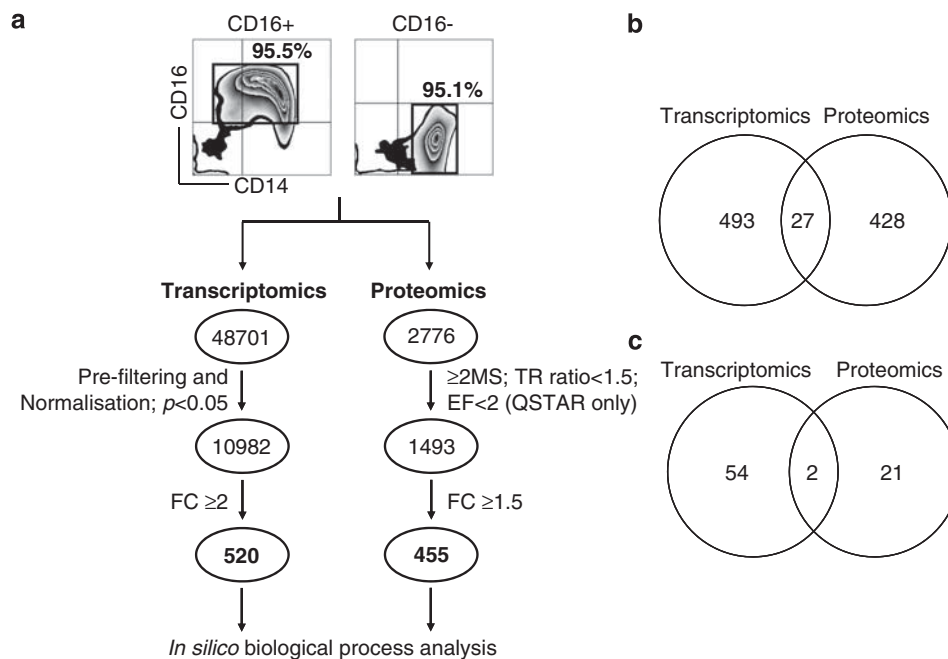 a
CD16+
CD16-
95.5%
95.1%
CD16
CD14
Transcriptomics
Proteomics
48701
2776
Pre-filtering and
Normalisation; p<0.05
≥2MS; TR ratio<1.5;
EF<2 (QSTAR only)
10982
1493
FC ≥2
FC ≥1.5
520
455
In silico biological process analysis
b
Transcriptomics
Proteomics
493
27
428
c
Transcriptomics
Proteomics
54
2
21